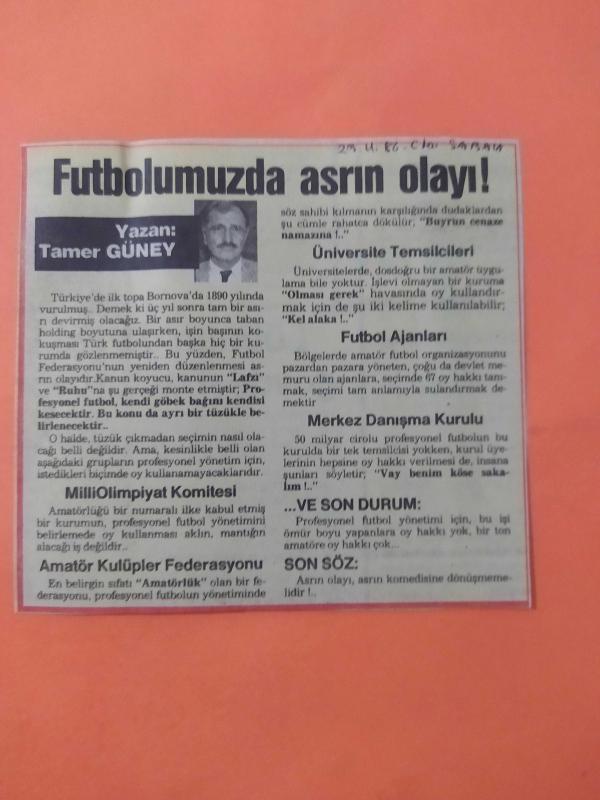 SABAH
Futbolumuzda asrın olayı!
Yazan:
Tamer GÜNEY
Türkiye'de ilk topa Bornova'da 1890 yılında
vurulmuş.. Demek ki üç yıl sonra tam bir as-
rı devirmiş olacağız. Bir asır boyunca taban
holding boyutuna ulaşırken, işin başının ko-
kuşması Türk futbolundan başka hiç bir ku-
rumda gözlenmemiştir.. Bu yüzden, Futbol
Federasyonu'nun yeniden düzenlenmesi as-
rın olayıdır.Kanun koyucu, kanunun "Lafzı"
ve "Ruhu"na şu gerçeği monte etmiştir; Pro-
fesyonel futbol, kendi göbek bağını kendisi
kesecektir. Bu konu da ayrı bir tüzükle be-
lirlenecektir..
O halde, tüzük çıkmadan seçimin nasıl ola-
cağı belli değildir. Ama, kesinlikle belli olan
aşağıdaki grupların profesyonel yönetim için,
istedikleri biçimde oy kullanamayacaklarıdır.
MilliOlimpiyat Komitesi
Amatörlüğü bir numaralı ilke kabul etmiş
bir kurumun, profesyonel futbol yönetimini
belirlemede oy kullanması aklın, mantığın
alacağı iş değildir..
Amatör Kulüpler Federasyonu
En belirgin sıfatı "Amatörlük" olan bir fe-
derasyonu, profesyonel futbolun yönetiminde
söz sahibi kılmanın karşılığında dudaklardan
şu cümle rahatca dökülür; "Buyrun cenaze
namazına !.."
Üniversite Temsilcileri
Üniversitelerde, dosdoğru bir amatör uygu-
lama bile yoktur. İşlevi olmayan bir kuruma
"Olması gerek" havasında oy kullandır-
mak için de şu iki kelime kullanılabilir;
"Kel alaka !.."
Futbol Ajanları
Bölgelerde amatör futbol organizasyonunu
pazardan pazara yöneten, çoğu da devlet me-
muru olan ajanlara, seçimde 67 oy hakkı tanı-
mak, seçimi tam anlamıyla sulandırmak de-
mektir
Merkez Danışma Kurulu
50 milyar cirolu profesyonel futbolun bu
kurulda bir tek temsilcisi yokken, kurul üye-
lerinin hepsine oy hakkı verilmesi de, insana
şunları söyletir; "Vay benim köse saka-
lım !.."
...VE SON DURUM:
Profesyonel futbol yönetimi için, bu işi
ömür boyu yapanlara oy hakkı yok, bir ton
amatöre oy hakkı çok...
SON SÖZ:
Asrın olayı, asrın komedisine dönüşmeme-
lidir !..